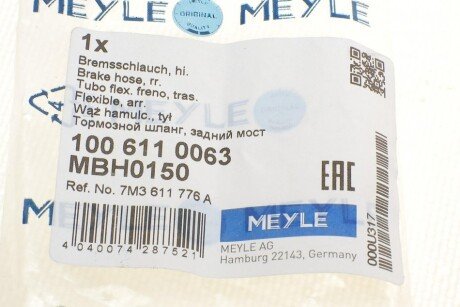 MEYLE
ORIGINAL
1x
Bremsschlauch, hi.
Brake hose, rr.
Tubo flex. freno, tras.
Flexible, arr.
Wąż hamulc., tył
Тормозной шланг, задний мост
100 611 0063
MBH0150
Ref. No. 7M3 611 776 A
4 040074 287521
MEYLE
EAC
MEYLE
MEYLE AG
Hamburg 22143, Germany
000U317